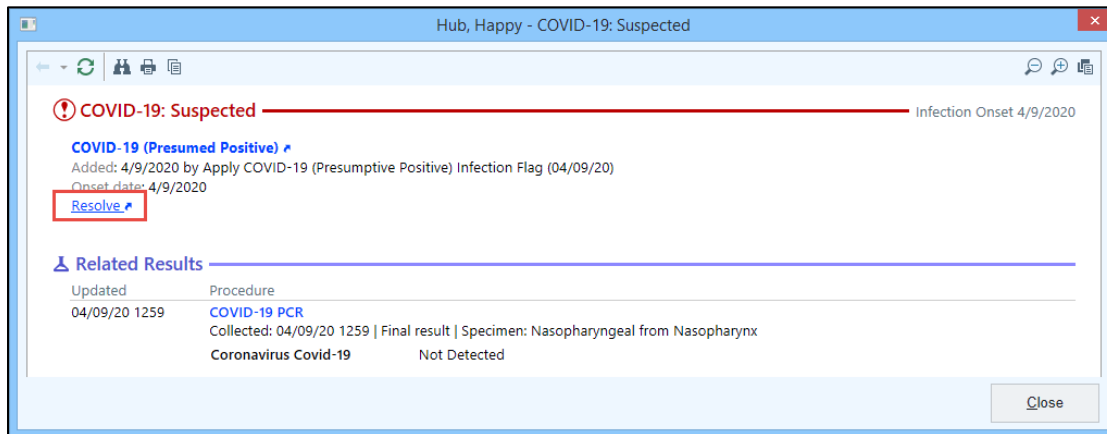 Hub, Happy - COVID-19: Suspected
COVID-19: Suspected Infection Onset 4/9/2020
COVID-19 (Presumed Positive)
Added: 4/9/2020 by Apply COVID-19 (Presumptive Positive) Infection Flag (04/09/20)
Onset date: 4/9/2020
Resolve
Related Results
Updated Procedure
04/09/20 1259 COVID-19 PCR
Collected: 04/09/20 1259 | Final result | Specimen: Nasopharyngeal from Nasopharynx
Coronavirus Covid-19 Not Detected
Close